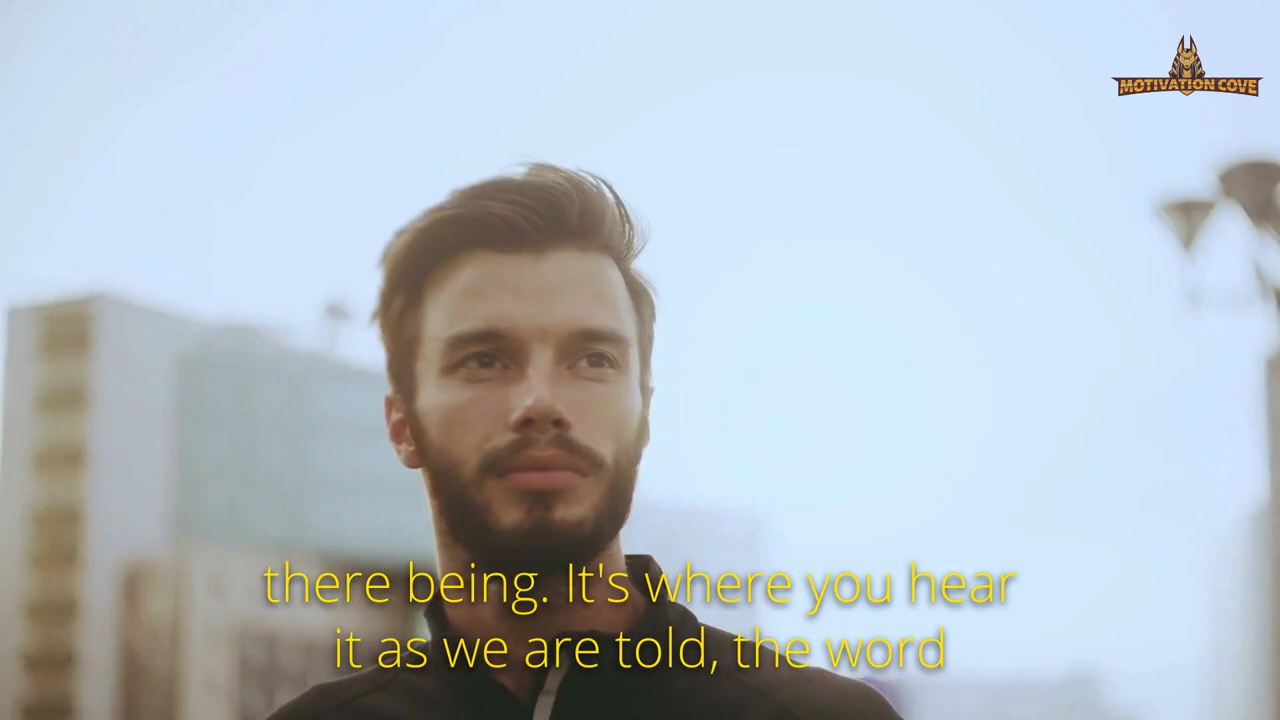 MOTIVATION COVE
there being. It's where you hear
it as we are told, the word